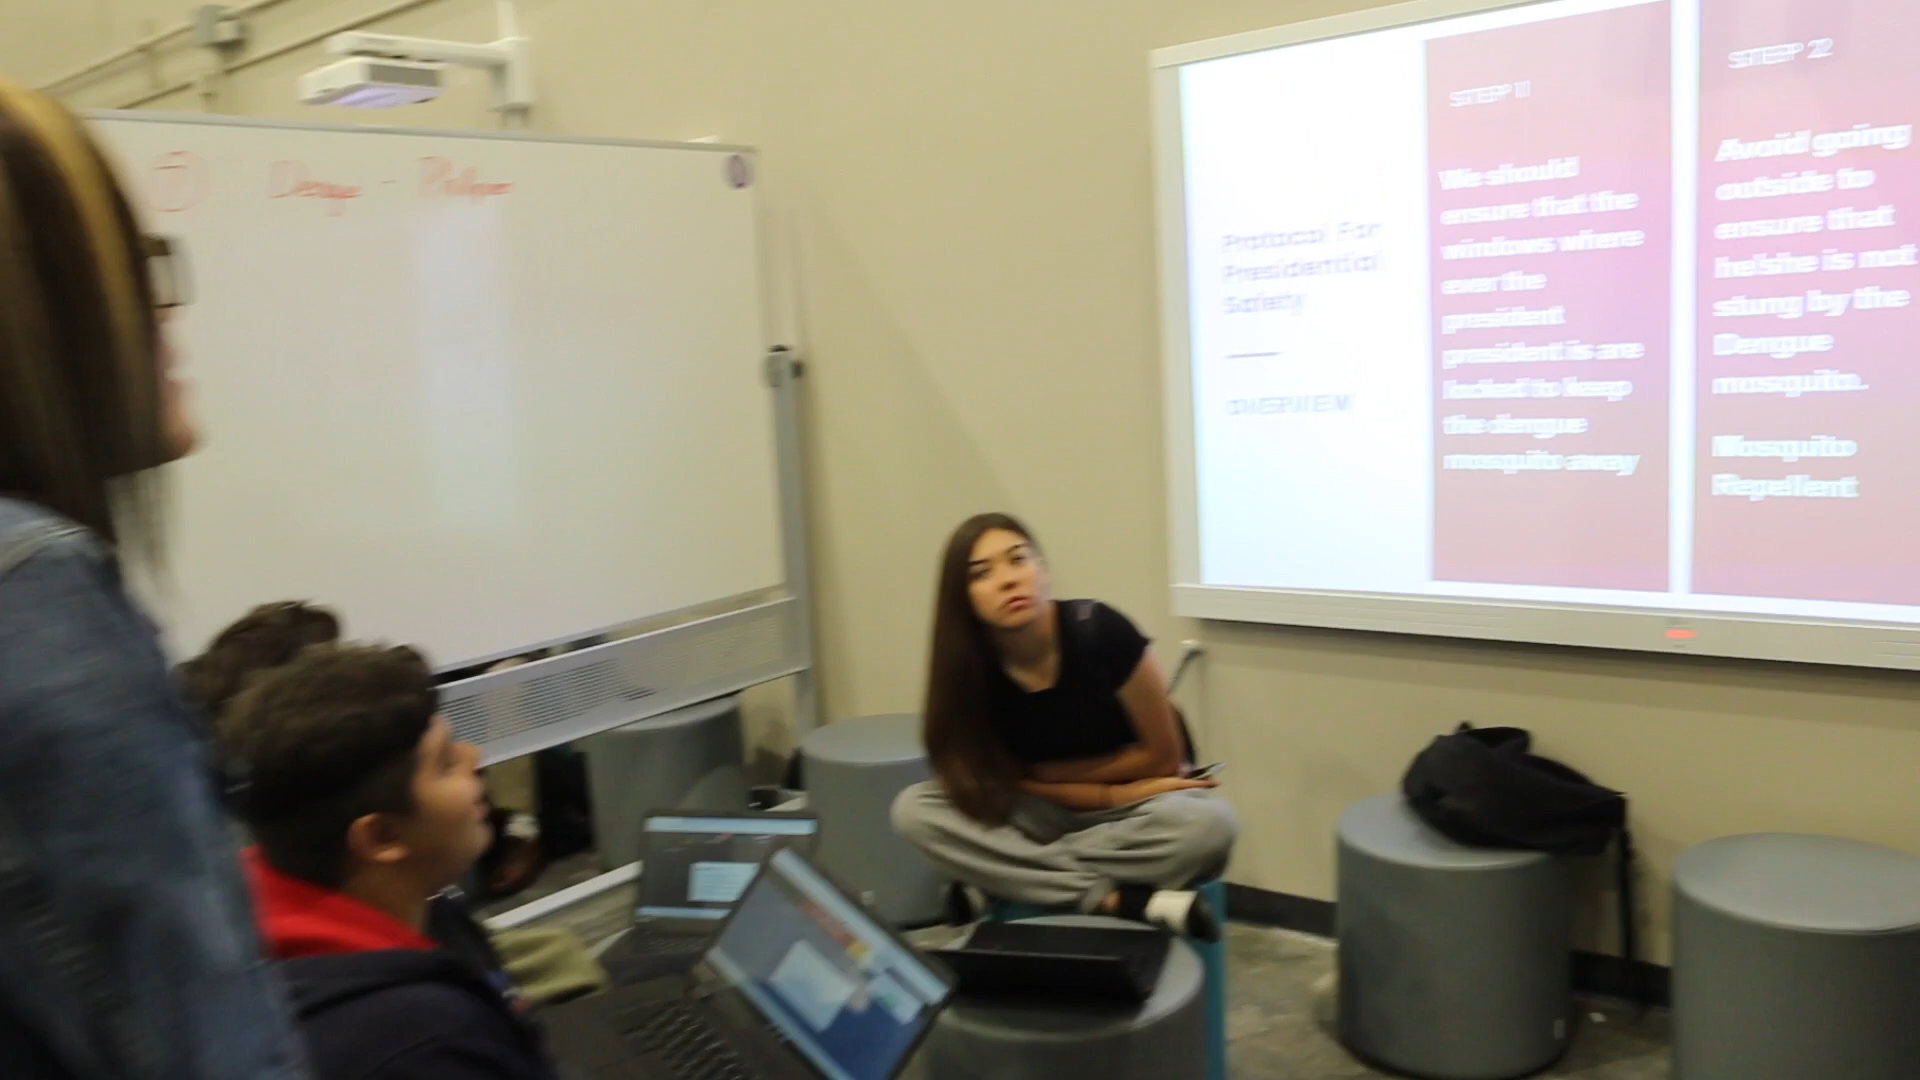 ① Dengue -
Protocol For
Presidential
Safety
OVERVIEW
STEP 1
We should
ensure that the
windows where
ever the
president
president is are
locked to keep
the dengue
mosquito away
STEP 2
Avoid going
outside to
ensure that
he/she is not
stung by the
Dengue
mosquito.
Mosquito
Repellent